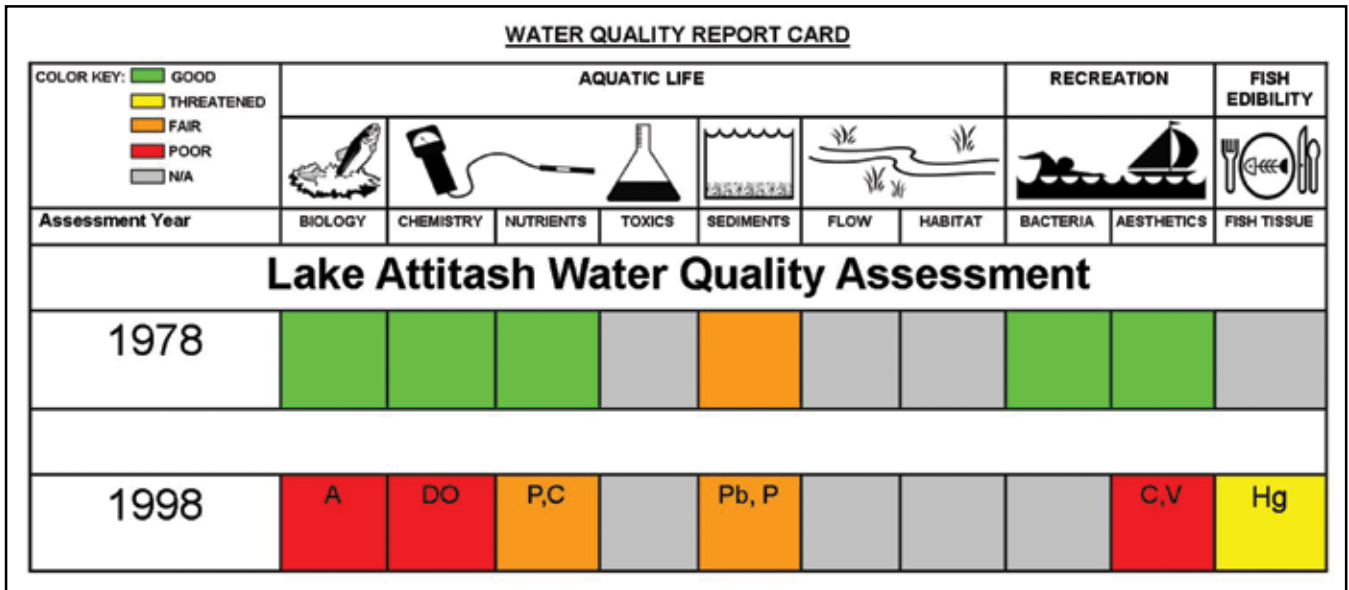 WATER QUALITY REPORT CARD
COLOR KEY: GOOD
THREATENED
FAIR
POOR
N/A
AQUATIC LIFE
RECREATION
FISH
EDIBILITY
Assessment Year
BIOLOGY CHEMISTRY NUTRIENTS TOXICS SEDIMENTS FLOW HABITAT BACTERIA AESTHETICS FISH TISSUE
Lake Attitash Water Quality Assessment
1978
1998 A DO P,C Pb, P C,V Hg